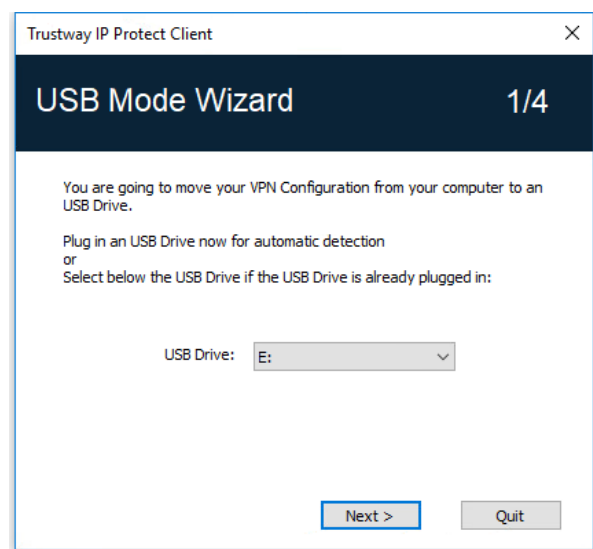 Trustway IP Protect Client
USB Mode Wizard 1/4
You are going to move your VPN Configuration from your computer to an
USB Drive.
Plug in an USB Drive now for automatic detection
or
Select below the USB Drive if the USB Drive is already plugged in:
USB Drive: E:
Next > Quit